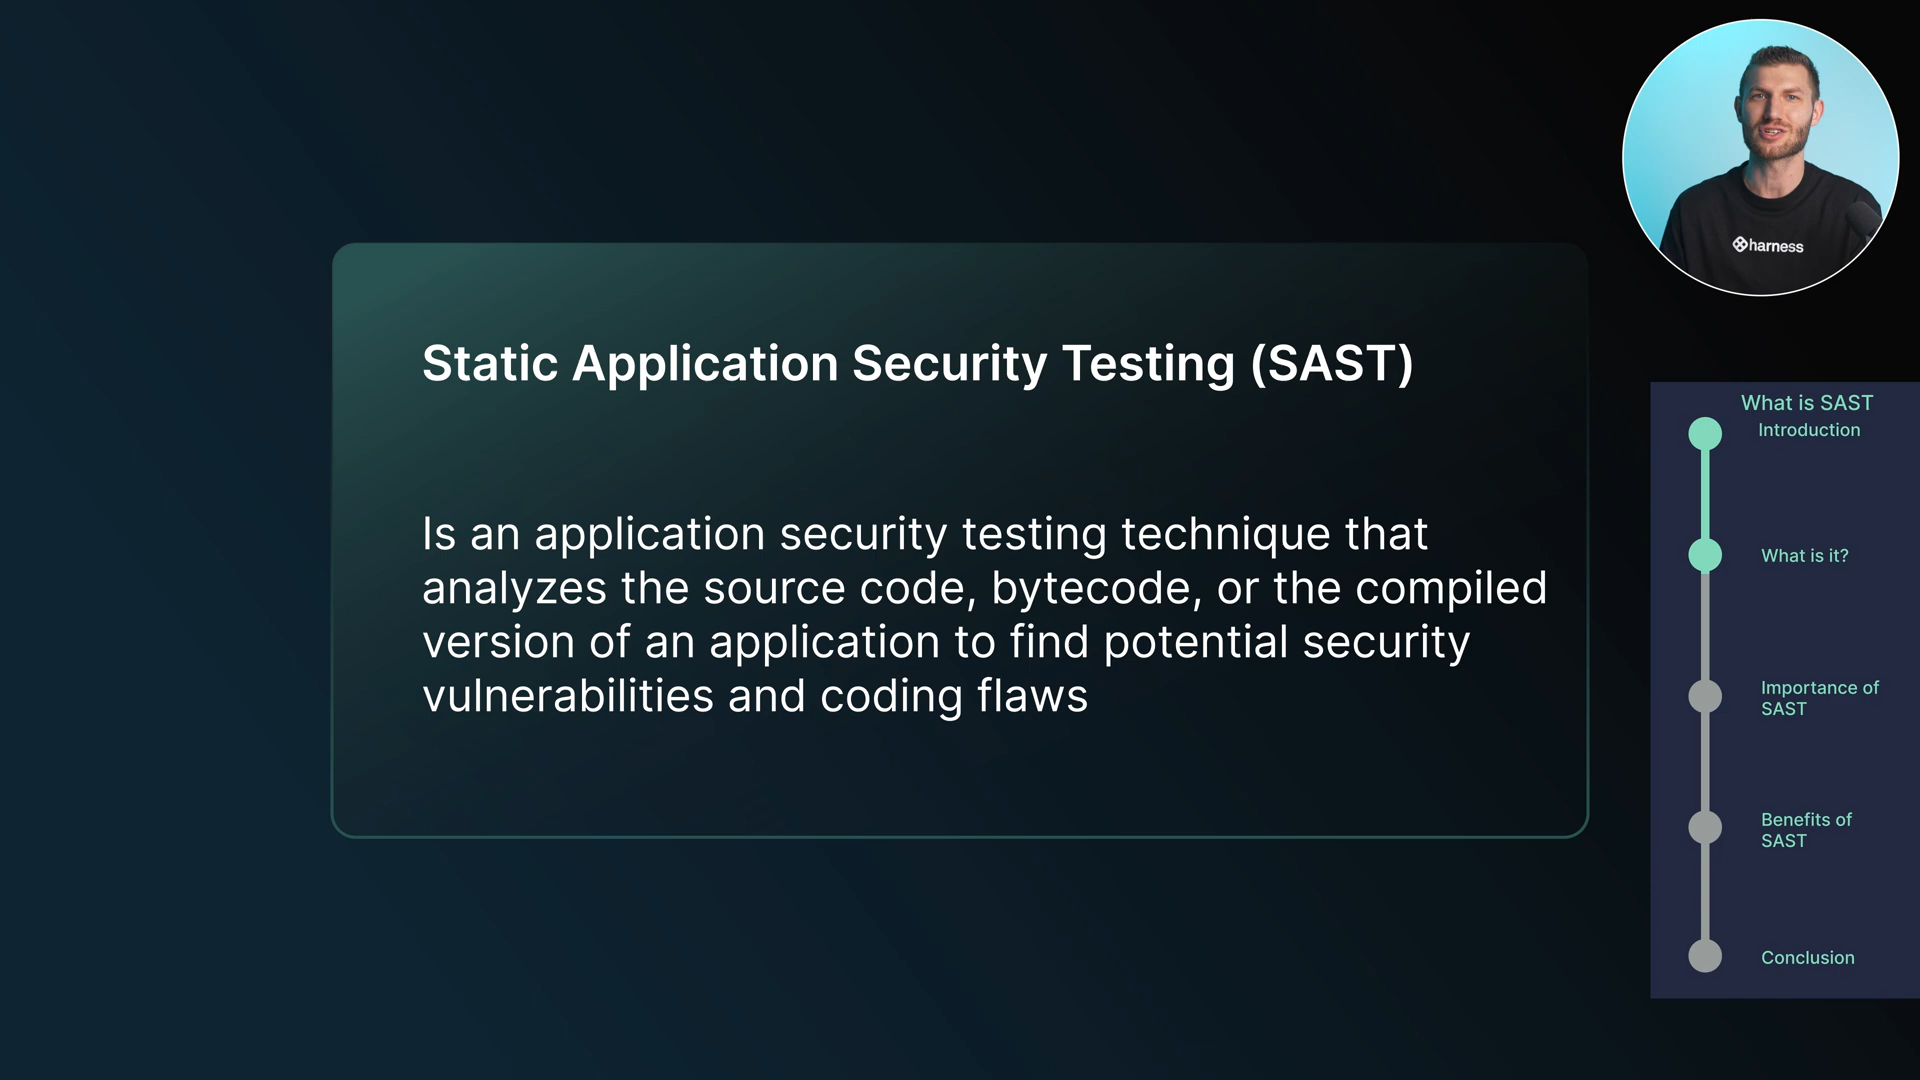 harness
Static Application Security Testing (SAST)
Is an application security testing technique that
analyzes the source code, bytecode, or the compiled
version of an application to find potential security
vulnerabilities and coding flaws
What is SAST
Introduction
What is it?
Importance of
SAST
Benefits of
SAST
Conclusion